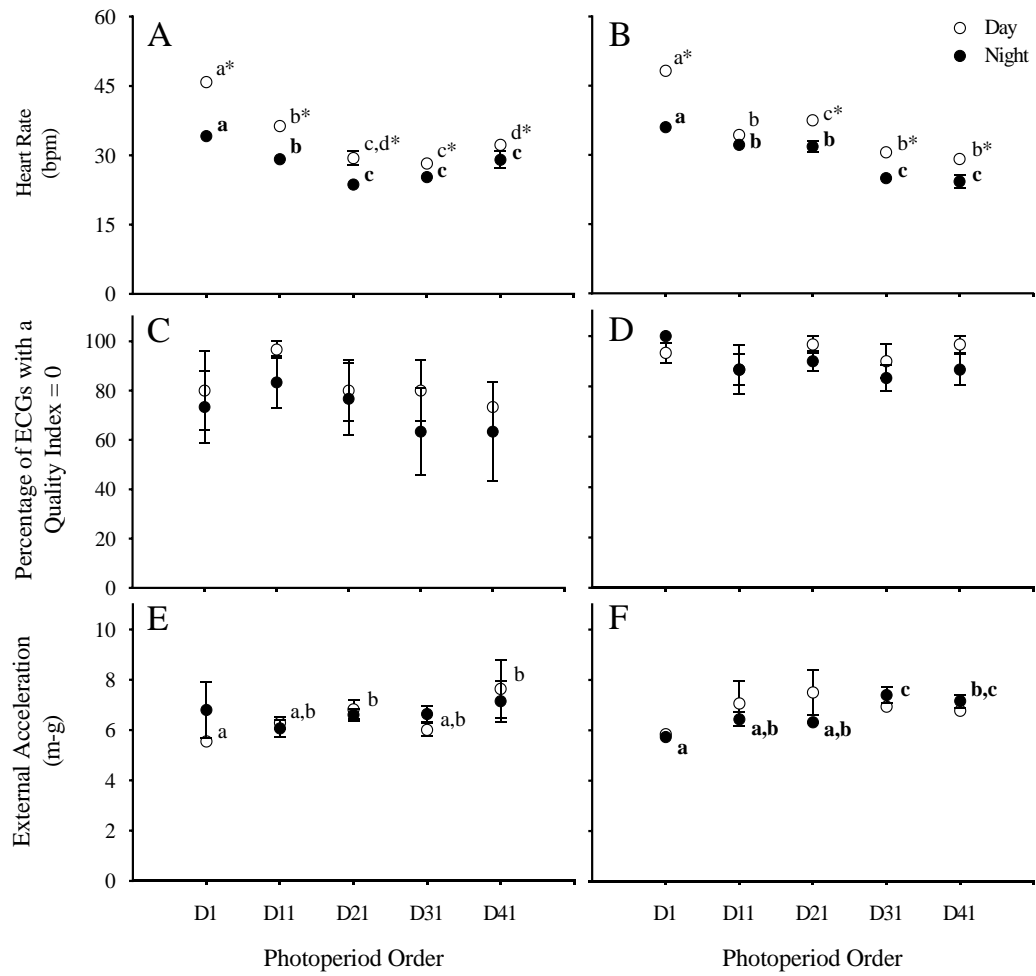 A
60
45
30
15
0
Heart Rate
(bpm)
a*
a
b*
b
c,d*
c
c*
c
d*
c
B
Day
Night
a*
a
b
b
c*
b
b*
c
b*
c
C
100
80
60
40
20
0
Percentage of ECGs with a
Quality Index = 0
D
E
10
8
6
4
2
0
External Acceleration
(m-g)
a
a,b
b
a,b
b
F
a
a,b
a,b
c
b,c
D1 D11 D21 D31 D41
Photoperiod Order
D1 D11 D21 D31 D41
Photoperiod Order